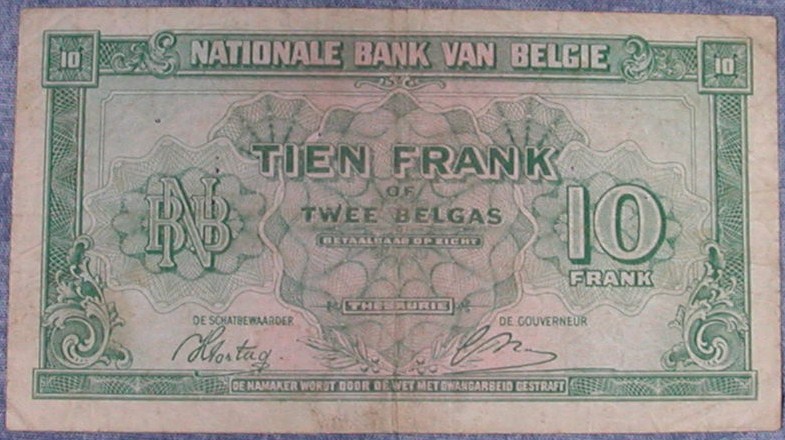 10 NATIONALE BANK VAN BELGIE 10
TIEN FRANK
OF
TWEE BELGAS
BETAALBAAR OP ZICHT
BNB
10
FRANK
THESAURIE
DE SCHATBEWAARDER DE GOUVERNEUR
DE NAMAKER WORDT DOOR DE WET MET DWANGARBEID GESTRAFT